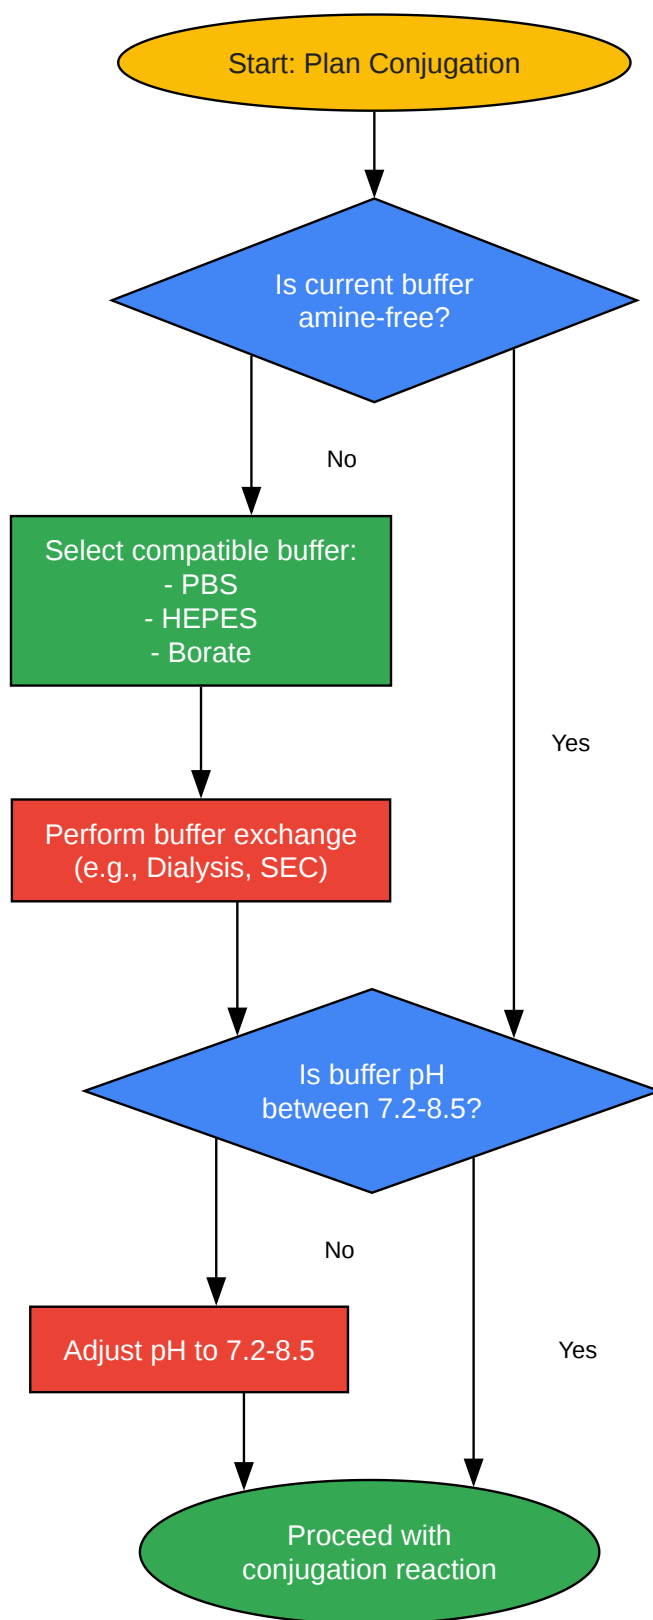 Start: Plan Conjugation
Is current buffer
amine-free?
No
Select compatible buffer:
- PBS
- HEPES
- Borate
Yes
Perform buffer exchange
(e.g., Dialysis, SEC)
Is buffer pH
between 7.2-8.5?
No
Adjust pH to 7.2-8.5
Yes
Proceed with
conjugation reaction